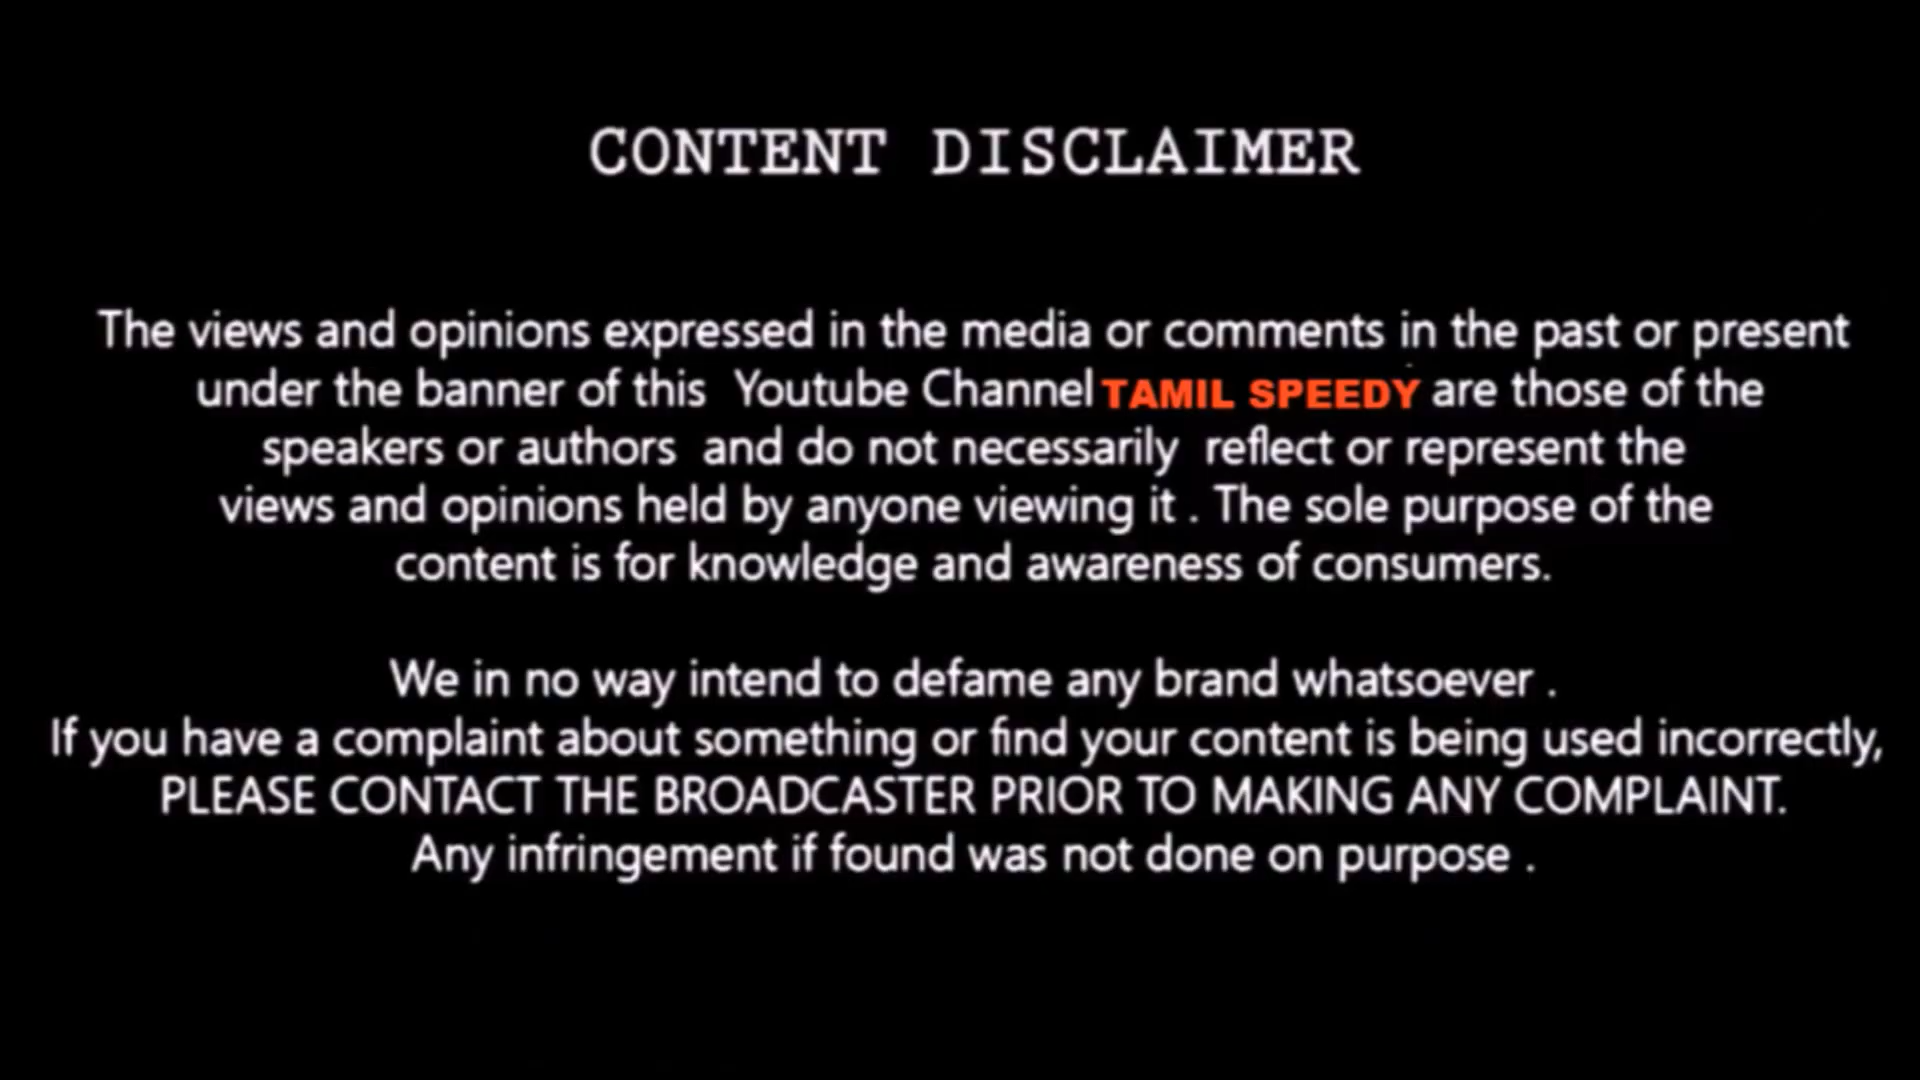 CONTENT DISCLAIMER
The views and opinions expressed in the media or comments in the past or present
under the banner of this Youtube Channel TAMIL SPEEDY are those of the
speakers or authors and do not necessarily reflect or represent the
views and opinions held by anyone viewing it . The sole purpose of the
content is for knowledge and awareness of consumers.
We in no way intend to defame any brand whatsoever .
If you have a complaint about something or find your content is being used incorrectly,
PLEASE CONTACT THE BROADCASTER PRIOR TO MAKING ANY COMPLAINT.
Any infringement if found was not done on purpose .